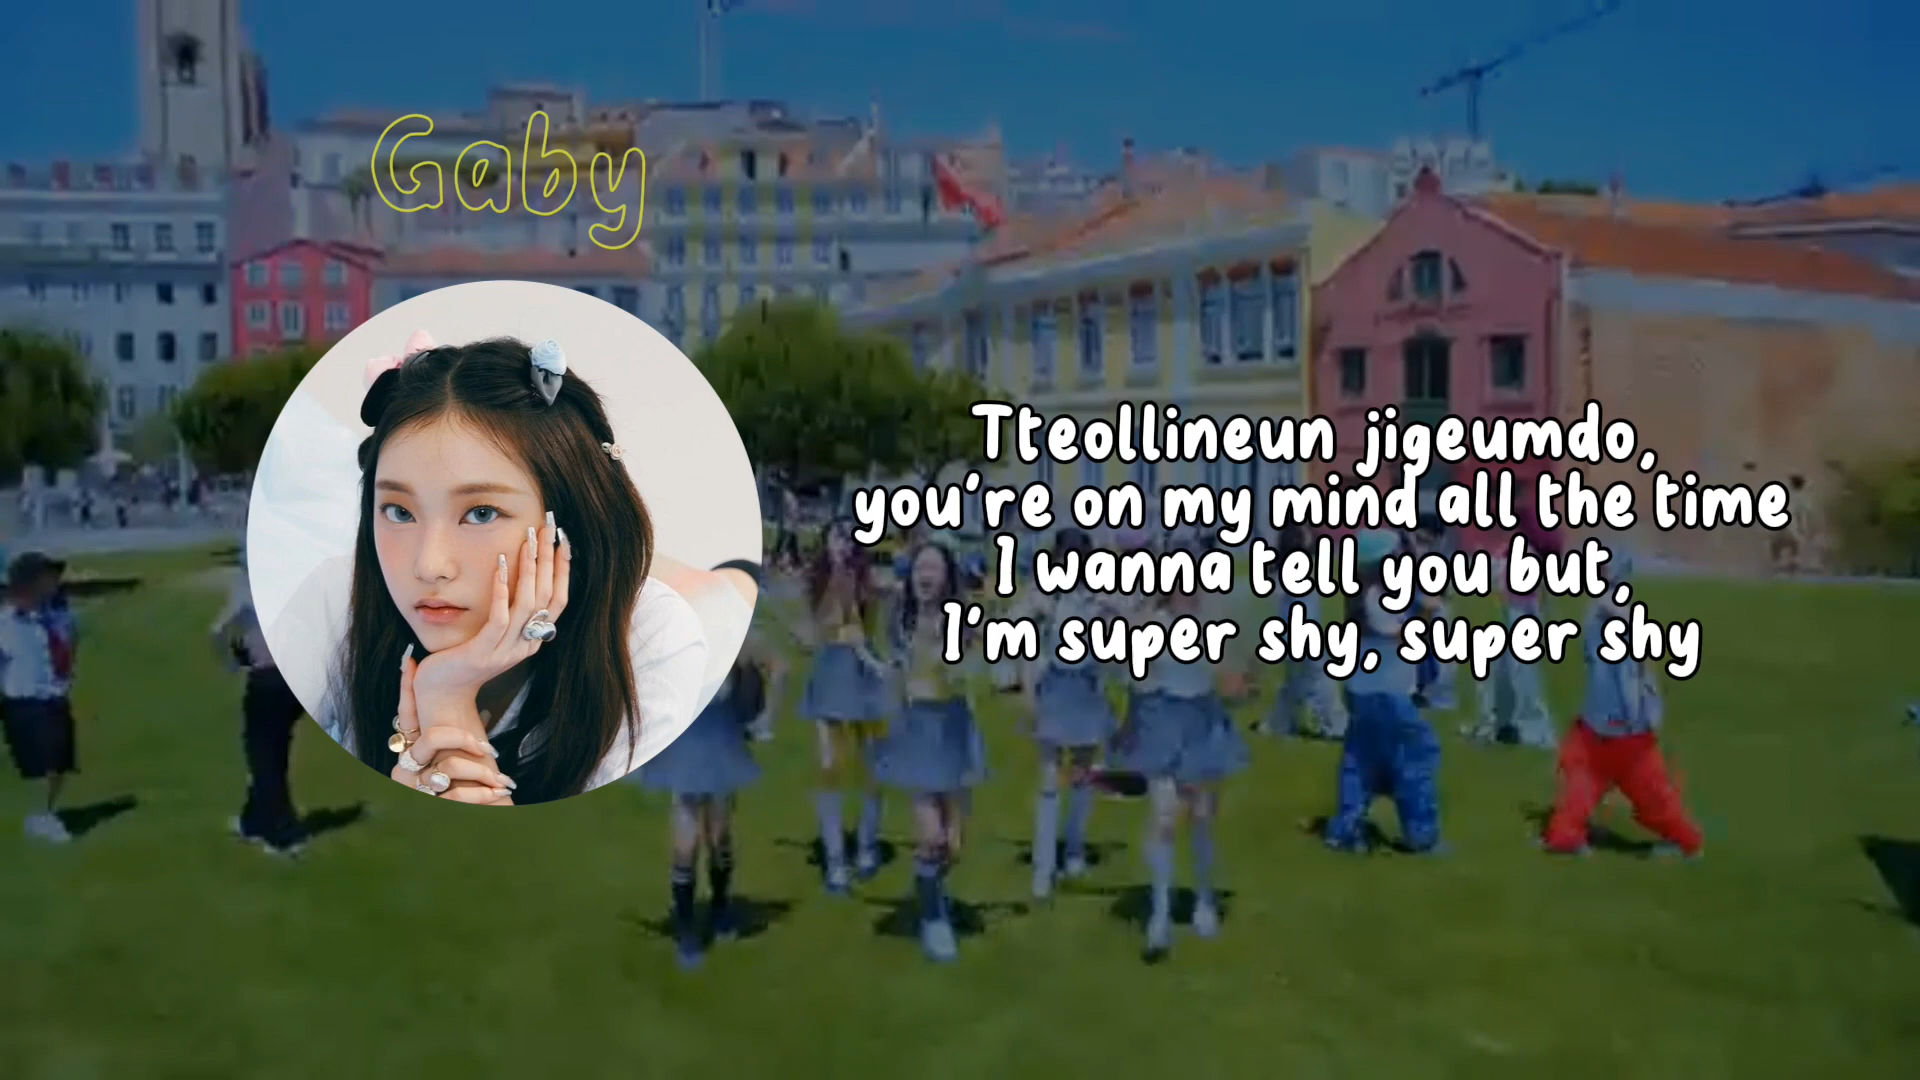 Gaby
Tteollineun jigeumdo,
you're on my mind all the time
I wanna tell you but,
I'm super shy, super shy